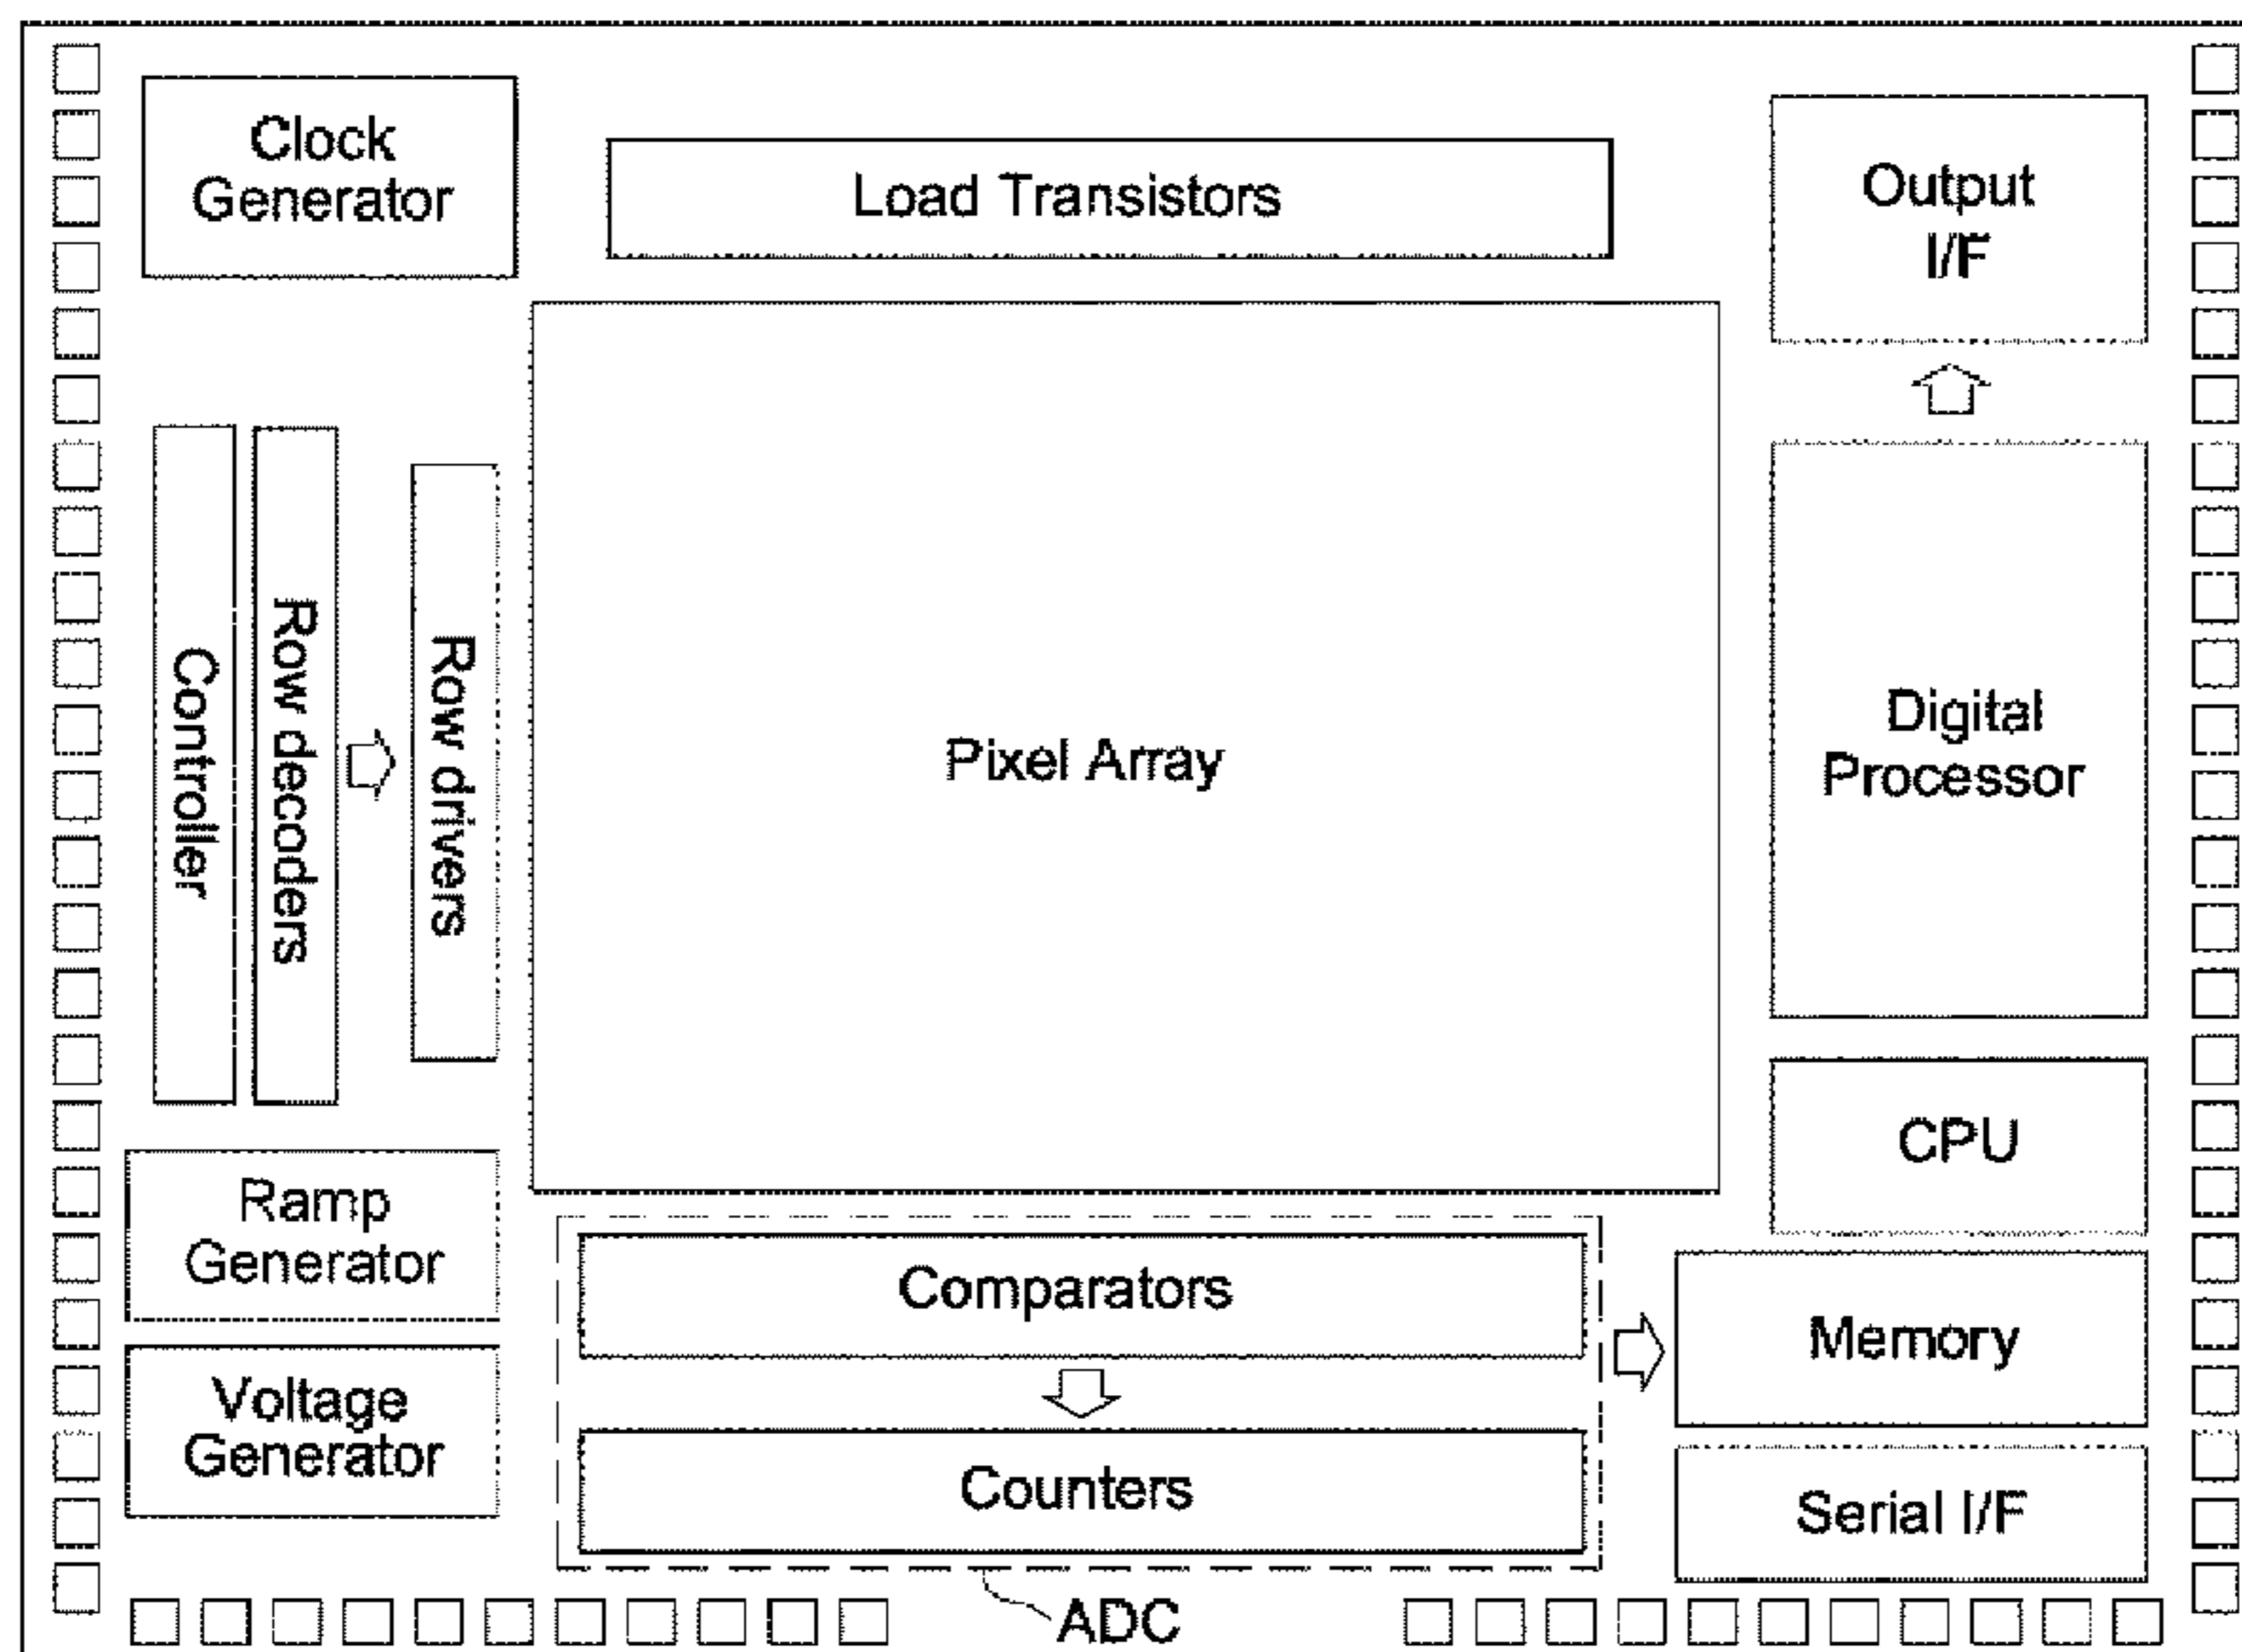 Clock
Generator
Load Transistors
Output
I/F
Controller
Row decoders
Row drivers
Pixel Array
Digital
Processor
CPU
Ramp
Generator
Comparators
Memory
Voltage
Generator
Counters
Serial I/F
ADC